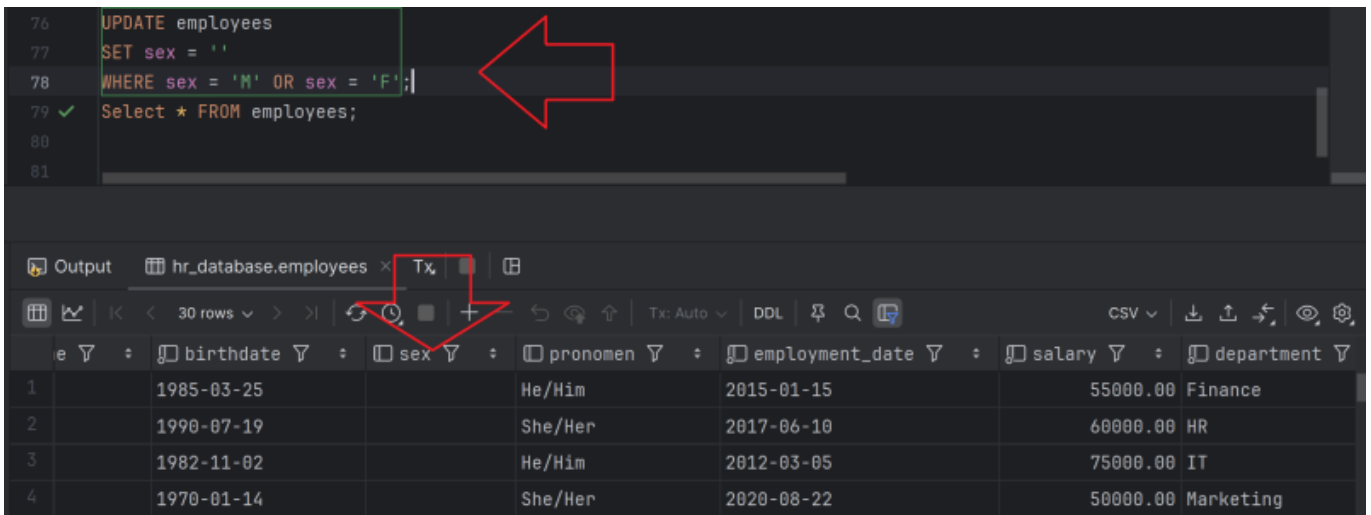 76 UPDATE employees
77 SET sex = ''
78 WHERE sex = 'M' OR sex = 'F';
79 Select * FROM employees;
80
81
Output hr_database.employees × Tx
30 rows Tx: Auto DDL CSV
e birthdate sex pronomen employment_date salary department
1 1985-03-25 He/Him 2015-01-15 55000.00 Finance
2 1990-07-19 She/Her 2017-06-10 60000.00 HR
3 1982-11-02 He/Him 2012-03-05 75000.00 IT
4 1970-01-14 She/Her 2020-08-22 50000.00 Marketing